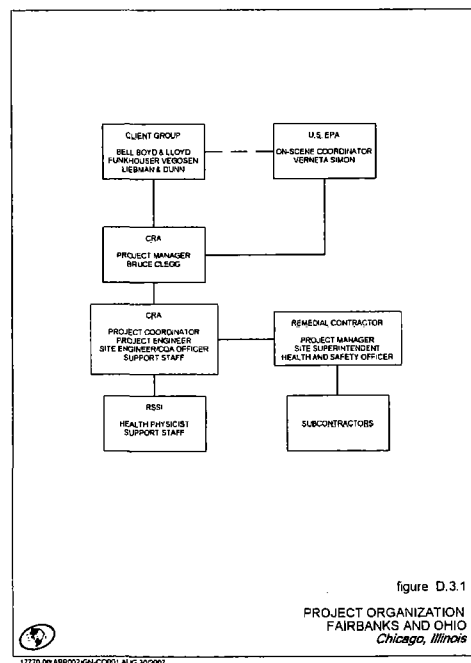 CLIENT GROUP
BELL BOYD & LLOYD
FUNKHOUSER VEGOSEN
LIEBMAN & DUNN
U.S. EPA
ON-SCENE COORDINATOR
VERNETA SIMON
CRA
PROJECT MANAGER
BRUCE CLEGG
CRA
PROJECT COORDINATOR
PROJECT ENGINEER
SITE ENGINEER/CQA OFFICER
SUPPORT STAFF
REMEDIAL CONTRACTOR
PROJECT MANAGER
SITE SUPERINTENDENT
HEALTH AND SAFETY OFFICER
RSSI
HEALTH PHYSICIST
SUPPORT STAFF
SUBCONTRACTORS
figure D.3.1
PROJECT ORGANIZATION
FAIRBANKS AND OHIO
Chicago, Illinois